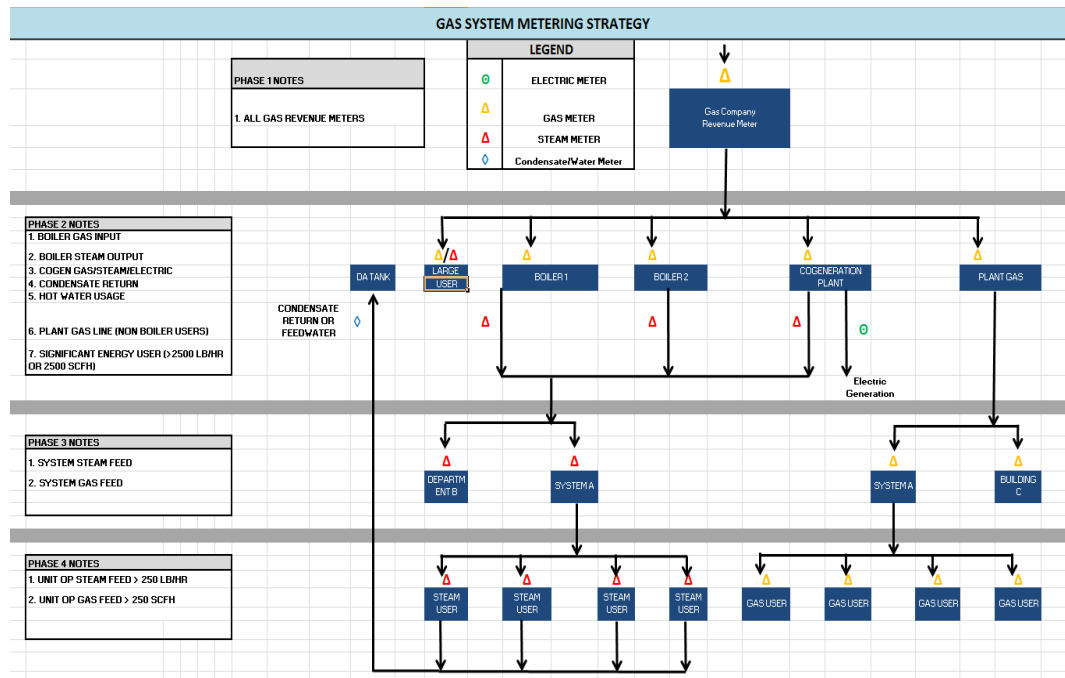 GAS SYSTEM METERING STRATEGY
LEGEND
ELECTRIC METER
GAS METER
STEAM METER
Condensate/Water Meter
PHASE 1 NOTES
1. ALL GAS REVENUE METERS
Gas Company
Revenue Meter
PHASE 2 NOTES
1. BOILER GAS INPUT
2. BOILER STEAM OUTPUT
3. COGEN GAS/STEAM/ELECTRIC
4. CONDENSATE RETURN
5. HOT WATER USAGE
6. PLANT GAS LINE (NON BOILER USERS)
7. SIGNIFICANT ENERGY USER (>2500 LB/HR
OR 2500 SCFH)
/
DA TANK
LARGE
USER
BOILER 1
BOILER 2
COGENERATION
PLANT
PLANT GAS
CONDENSATE
RETURN OR
FEEDWATER
Electric
Generation
PHASE 3 NOTES
1. SYSTEM STEAM FEED
2. SYSTEM GAS FEED
DEPARTM
ENT B
SYSTEM A
SYSTEM A
BUILDING
C
PHASE 4 NOTES
1. UNIT OP STEAM FEED > 250 LB/HR
2. UNIT OP GAS FEED > 250 SCFH
STEAM
USER
STEAM
USER
STEAM
USER
STEAM
USER
GAS USER
GAS USER
GAS USER
GAS USER